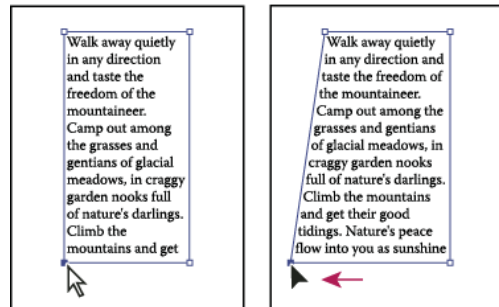 Walk away quietly
in any direction
and taste the
freedom of the
mountaineer.
Camp out among
the grasses and
gentians of glacial
meadows, in craggy
garden nooks full
of nature's darlings.
Climb the
mountains and get
Walk away quietly
in any direction and
taste the freedom of
the mountaineer.
Camp out among the
grasses and gentians
of glacial meadows, in
craggy garden nooks
full of nature's darlings.
Climb the mountains
and get their good
tidings. Nature's peace
flow into you as sunshine